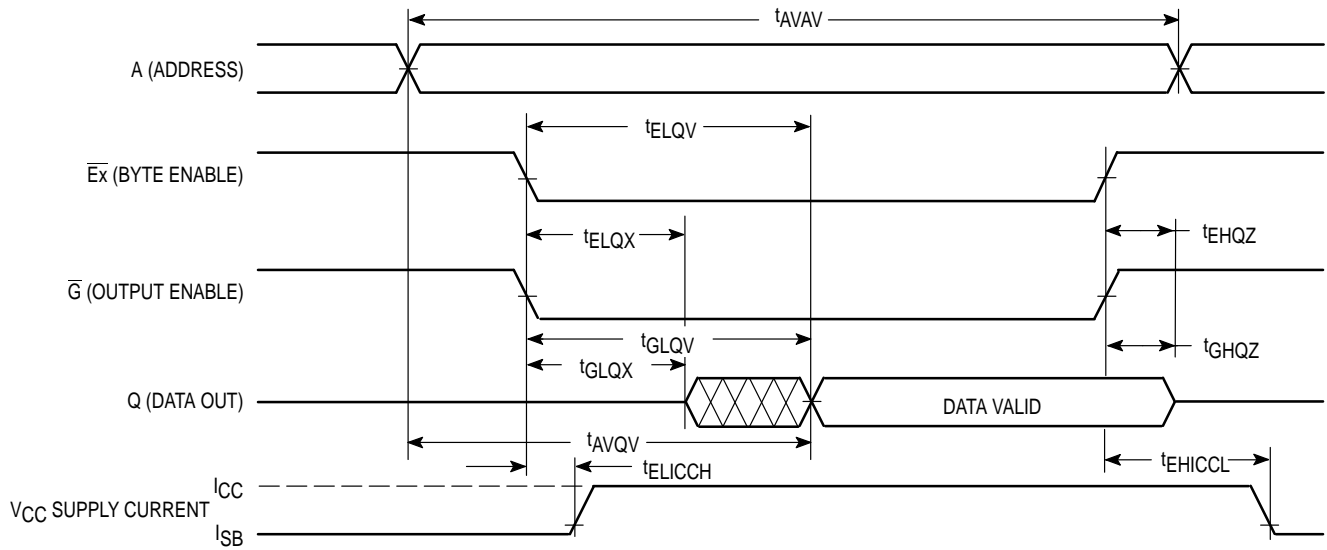 tAVAV
A (ADDRESS)
tELQV
Ex (BYTE ENABLE)
tELQX
tEHQZ
G (OUTPUT ENABLE)
tGLQV
tGHQZ
tGLQX
Q (DATA OUT)
DATA VALID
tAVQV
tELICCH
tEHICCL
ICC
VCC SUPPLY CURRENT
ISB